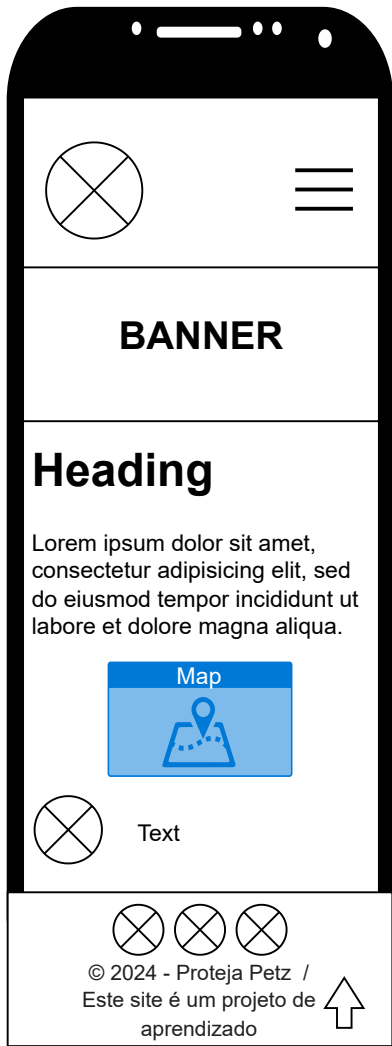 BANNER
Heading
Lorem ipsum dolor sit amet,
consectetur adipisicing elit, sed
do eiusmod tempor incididunt ut
labore et dolore magna aliqua.
Map
Text
© 2024 - Proteja Petz /
Este site é um projeto de
aprendizado